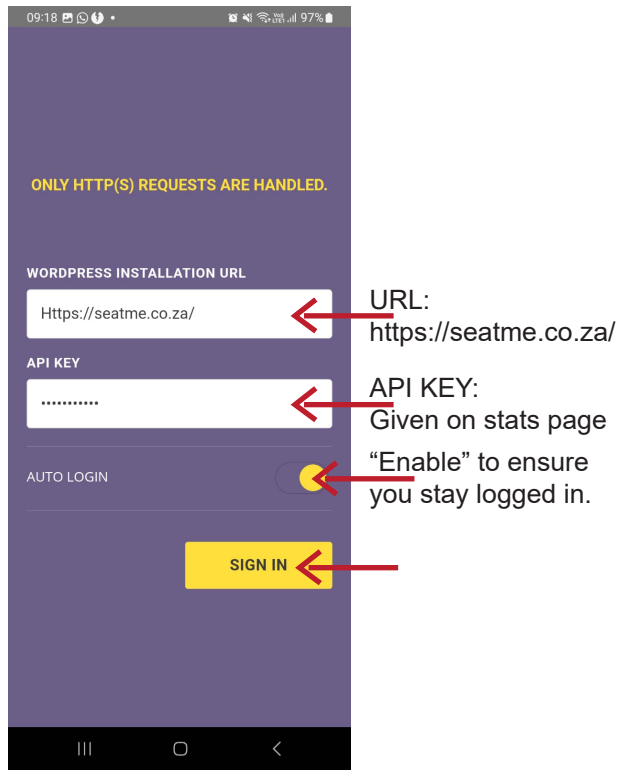 09:18
97%
ONLY HTTP(S) REQUESTS ARE HANDLED.
WORDPRESS INSTALLATION URL
Https://seatme.co.za/
URL:
https://seatme.co.za/
API KEY
•••••••••••
API KEY:
Given on stats page
AUTO LOGIN
“Enable” to ensure
you stay logged in.
SIGN IN